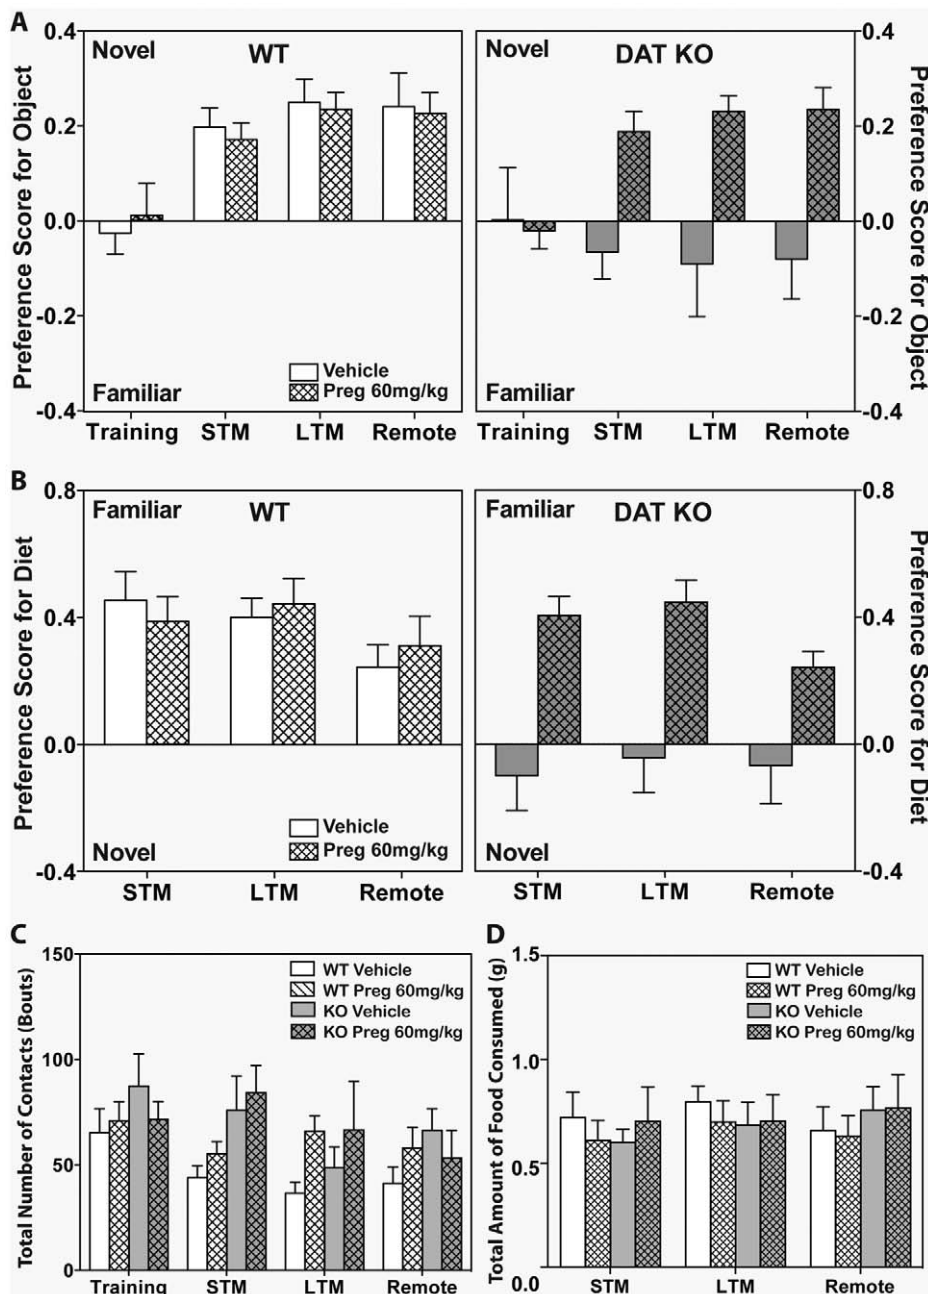 A
WT
DAT KO
Novel
Novel
Preference Score for Object
Preference Score for Object
0.4
0.2
0.0
-0.2
-0.4
0.4
0.2
0.0
-0.2
-0.4
Vehicle
Preg 60mg/kg
Familiar
Familiar
Training STM LTM Remote
Training STM LTM Remote
B
WT
DAT KO
Familiar
Familiar
Preference Score for Diet
Preference Score for Diet
0.8
0.4
0.0
-0.4
0.8
0.4
0.0
-0.4
Vehicle
Preg 60mg/kg
Novel
Novel
STM LTM Remote
STM LTM Remote
C
Total Number of Contacts (Bouts)
150
100
50
0
WT Vehicle
WT Preg 60mg/kg
KO Vehicle
KO Preg 60mg/kg
Training STM LTM Remote
D
Total Amount of Food Consumed (g)
1.5
1.0
0.5
0.0
WT Vehicle
WT Preg 60mg/kg
KO Vehicle
KO Preg 60mg/kg
STM LTM Remote